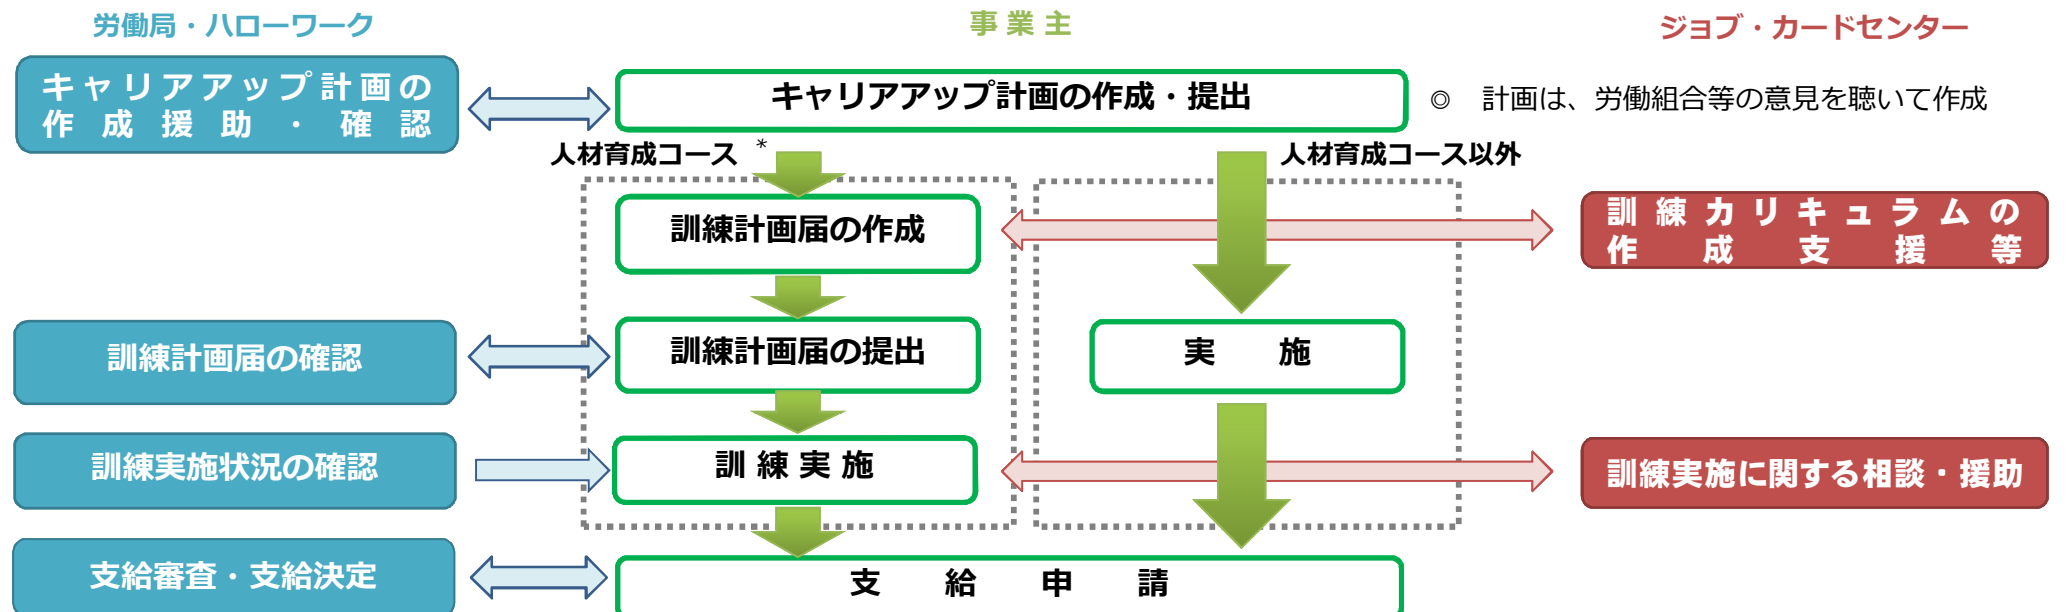 労働局・ハローワーク
事業主
ジョブ・カードセンター
キャリアアップ計画の
作成援助・確認
キャリアアップ計画の作成・提出
◎　計画は、労働組合等の意見を聴いて作成
人材育成コース *
人材育成コース以外
訓練計画届の作成
訓練カリキュラムの
作成支援等
訓練計画届の確認
訓練計画届の提出
実　施
訓練実施状況の確認
訓練実施
訓練実施に関する相談・援助
支給審査・支給決定
支給申請